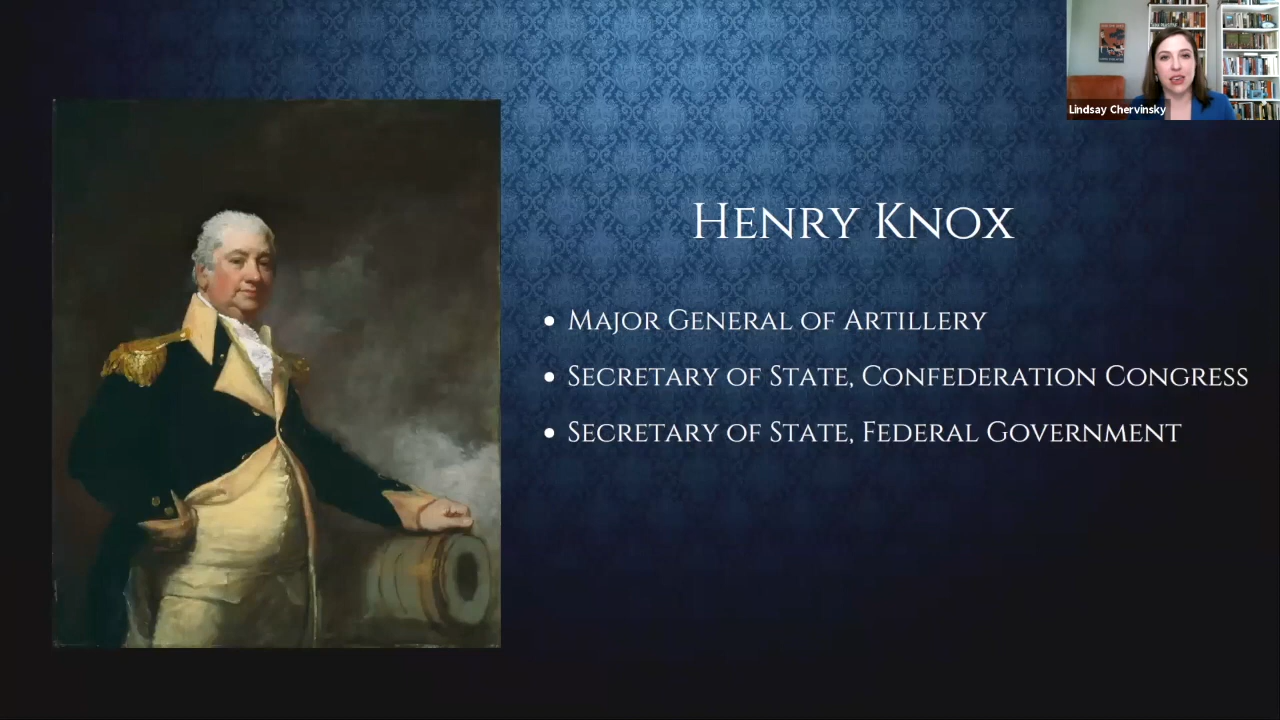 Lindsay Chervinsky
Henry Knox
• Major General of Artillery
• Secretary of State, Confederation Congress
• Secretary of State, Federal Government